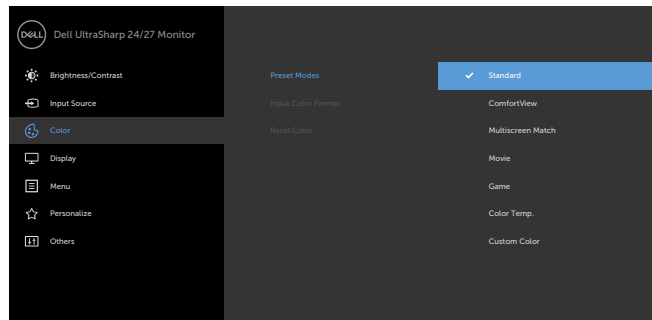 DELL
Dell UltraSharp 24/27 Monitor
Brightness/Contrast
Input Source
Color
Display
Menu
Personalize
Others
Preset Modes
Input Color Format
Reset Color
Standard
ComfortView
Multiscreen Match
Movie
Game
Color Temp.
Custom Color